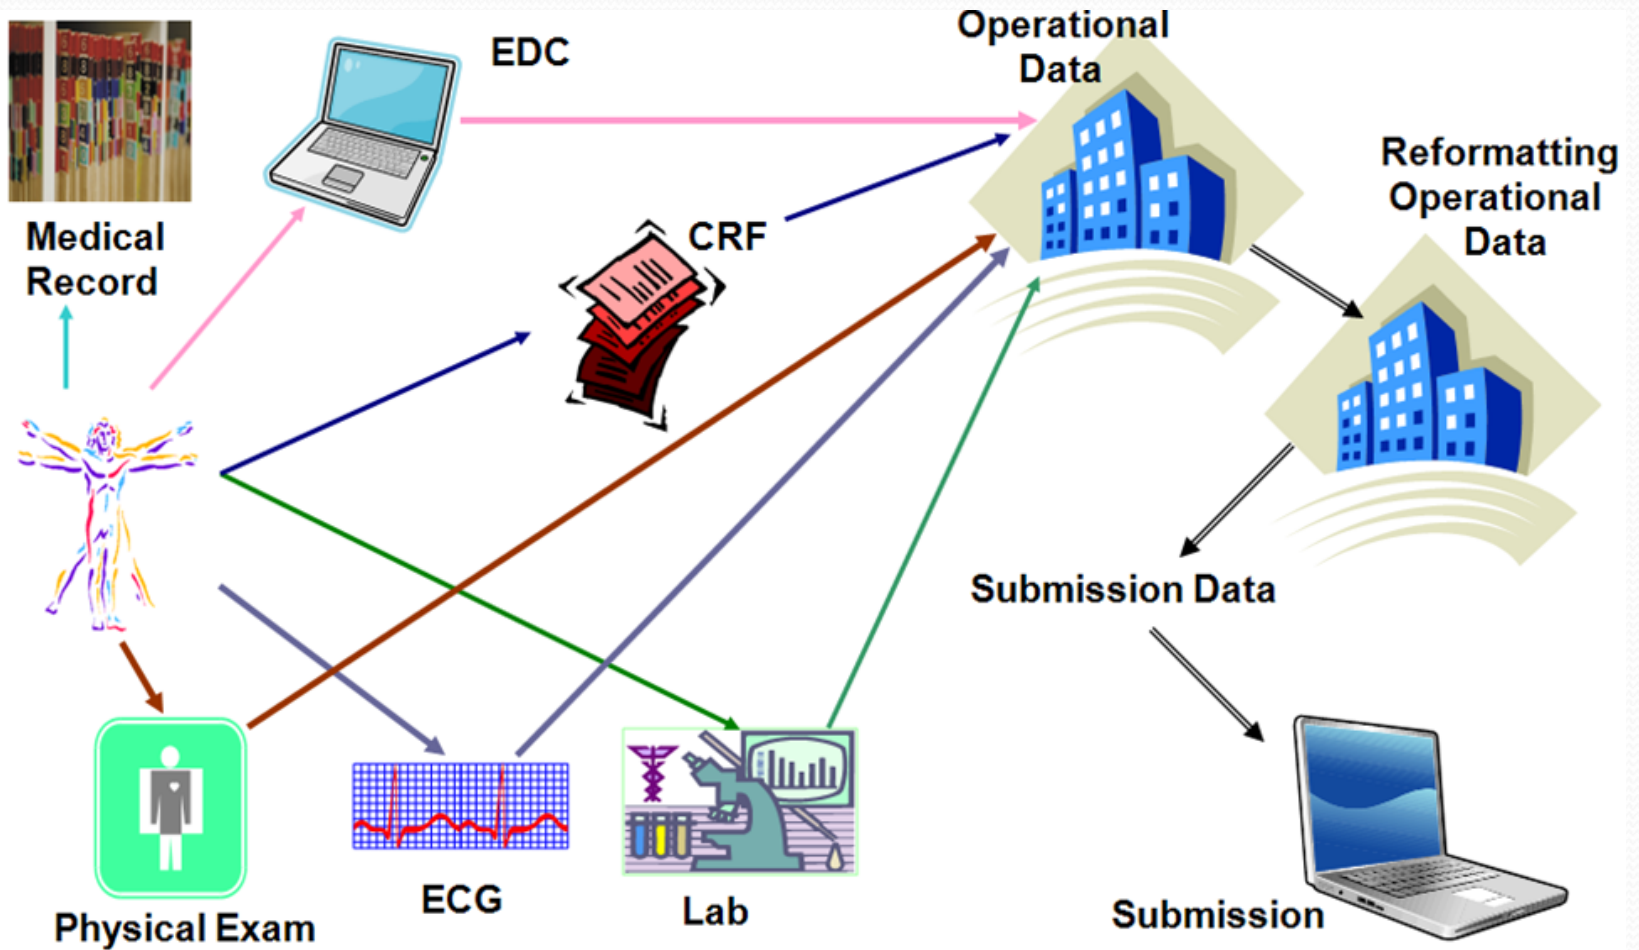 EDC
Operational
Data
Reformatting
Operational
Data
Medical
Record
CRF
Submission Data
Physical Exam
ECG
Lab
Submission